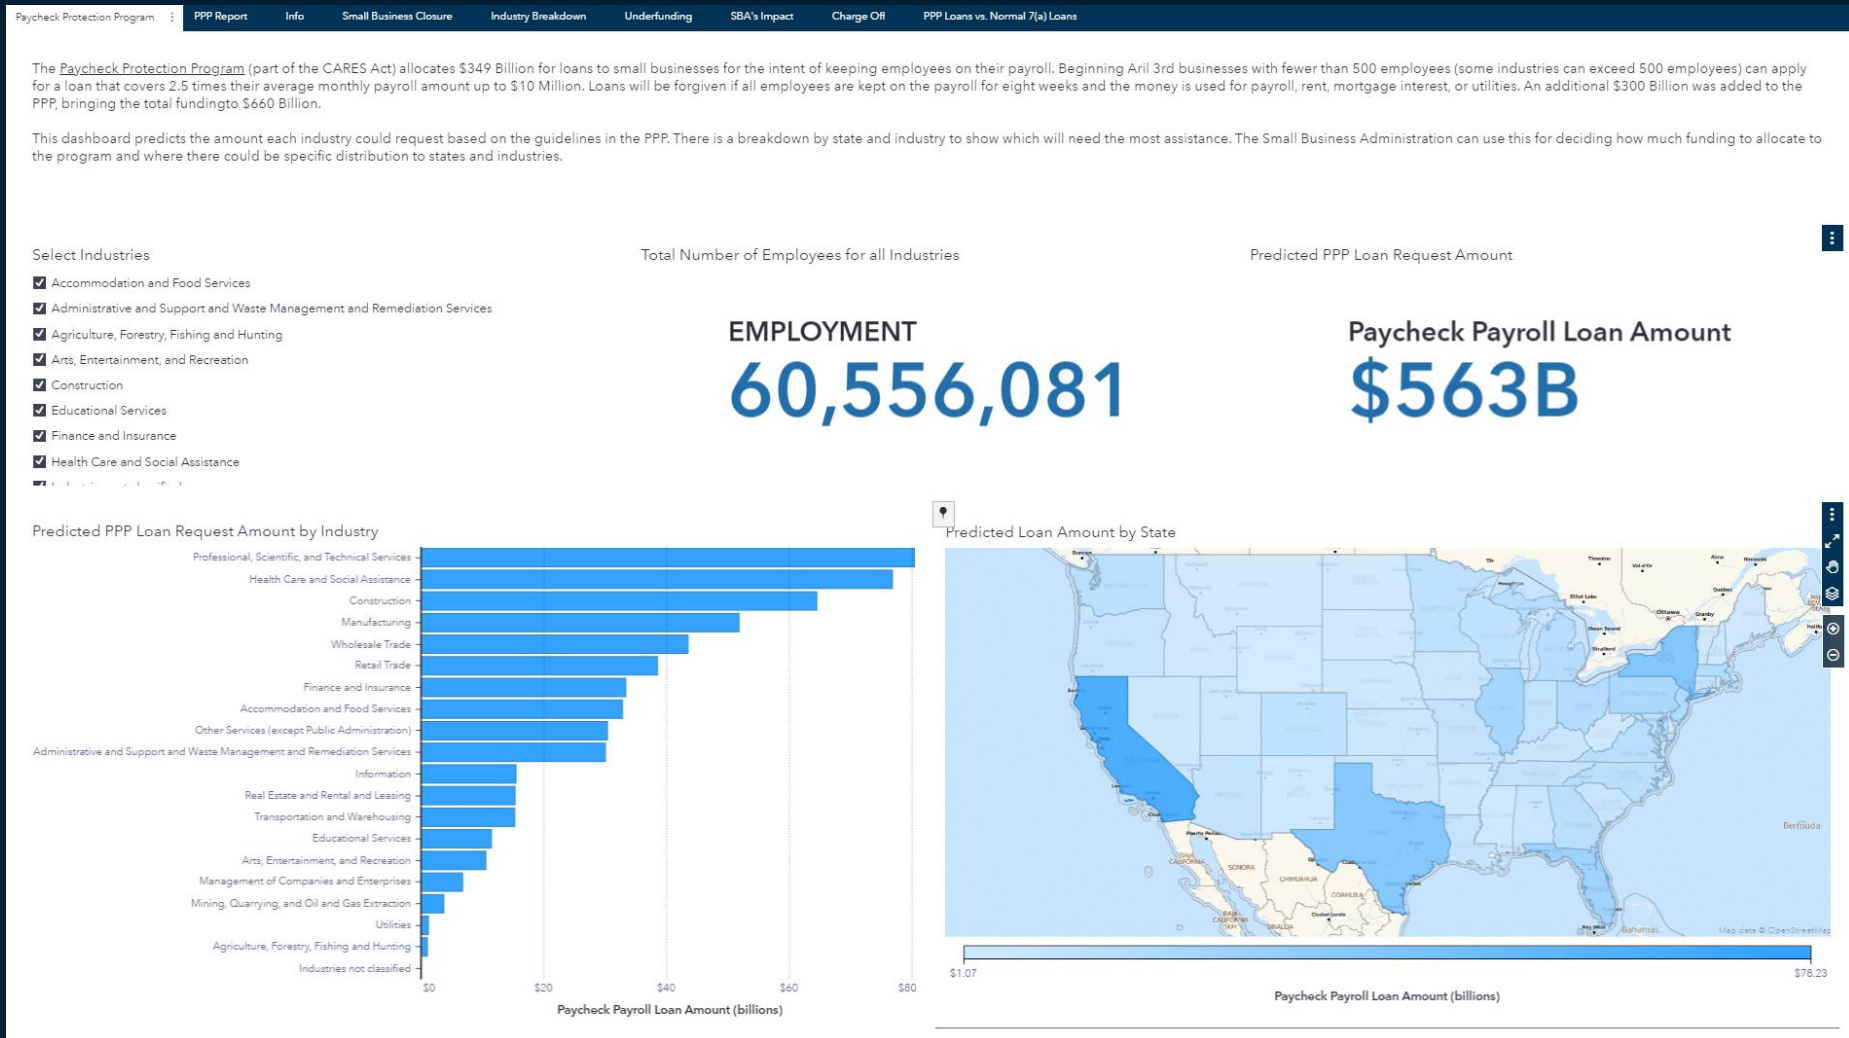 Paycheck Protection Program
PPP Report
Info
Small Business Closure
Industry Breakdown
Underfunding
SBA's Impact
Charge Off
PPP Loans vs. Normal 7(a) Loans
The Paycheck Protection Program (part of the CARES Act) allocates $349 Billion for loans to small businesses for the intent of keeping employees on their payroll. Beginning Aril 3rd businesses with fewer than 500 employees (some industries can exceed 500 employees) can apply
for a loan that covers 2.5 times their average monthly payroll amount up to $10 Million. Loans will be forgiven if all employees are kept on the payroll for eight weeks and the money is used for payroll, rent, mortgage interest, or utilities. An additional $300 Billion was added to the
PPP, bringing the total fundingto $660 Billion.
This dashboard predicts the amount each industry could request based on the guidelines in the PPP. There is a breakdown by state and industry to show which will need the most assistance. The Small Business Administration can use this for deciding how much funding to allocate to
the program and where there could be specific distribution to states and industries.
Select Industries
Accommodation and Food Services
Administrative and Support and Waste Management and Remediation Services
Agriculture, Forestry, Fishing and Hunting
Arts, Entertainment, and Recreation
Construction
Educational Services
Finance and Insurance
Health Care and Social Assistance
Total Number of Employees for all Industries
EMPLOYMENT
60,556,081
Predicted PPP Loan Request Amount
Paycheck Payroll Loan Amount
$563B
Predicted PPP Loan Request Amount by Industry
Professional, Scientific, and Technical Services
Health Care and Social Assistance
Construction
Manufacturing
Wholesale Trade
Retail Trade
Finance and Insurance
Accommodation and Food Services
Other Services (except Public Administration)
Administrative and Support and Waste Management and Remediation Services
Information
Real Estate and Rental and Leasing
Transportation and Warehousing
Educational Services
Arts, Entertainment, and Recreation
Management of Companies and Enterprises
Mining, Quarrying, and Oil and Gas Extraction
Utilities
Agriculture, Forestry, Fishing and Hunting
Industries not classified
$0 $20 $40 $60 $80
Paycheck Payroll Loan Amount (billions)
Predicted Loan Amount by State
Ottawa
Granby
Elliot Lake
Owen Sound
Stratford
Bermuda
SONORA
CHIHUAHUA
COAHUILA
BAJA
CALIFORNIA
SINALOA
Key West
Bahamas
Map data © OpenStreetMap
$1.07
$78.23
Paycheck Payroll Loan Amount (billions)